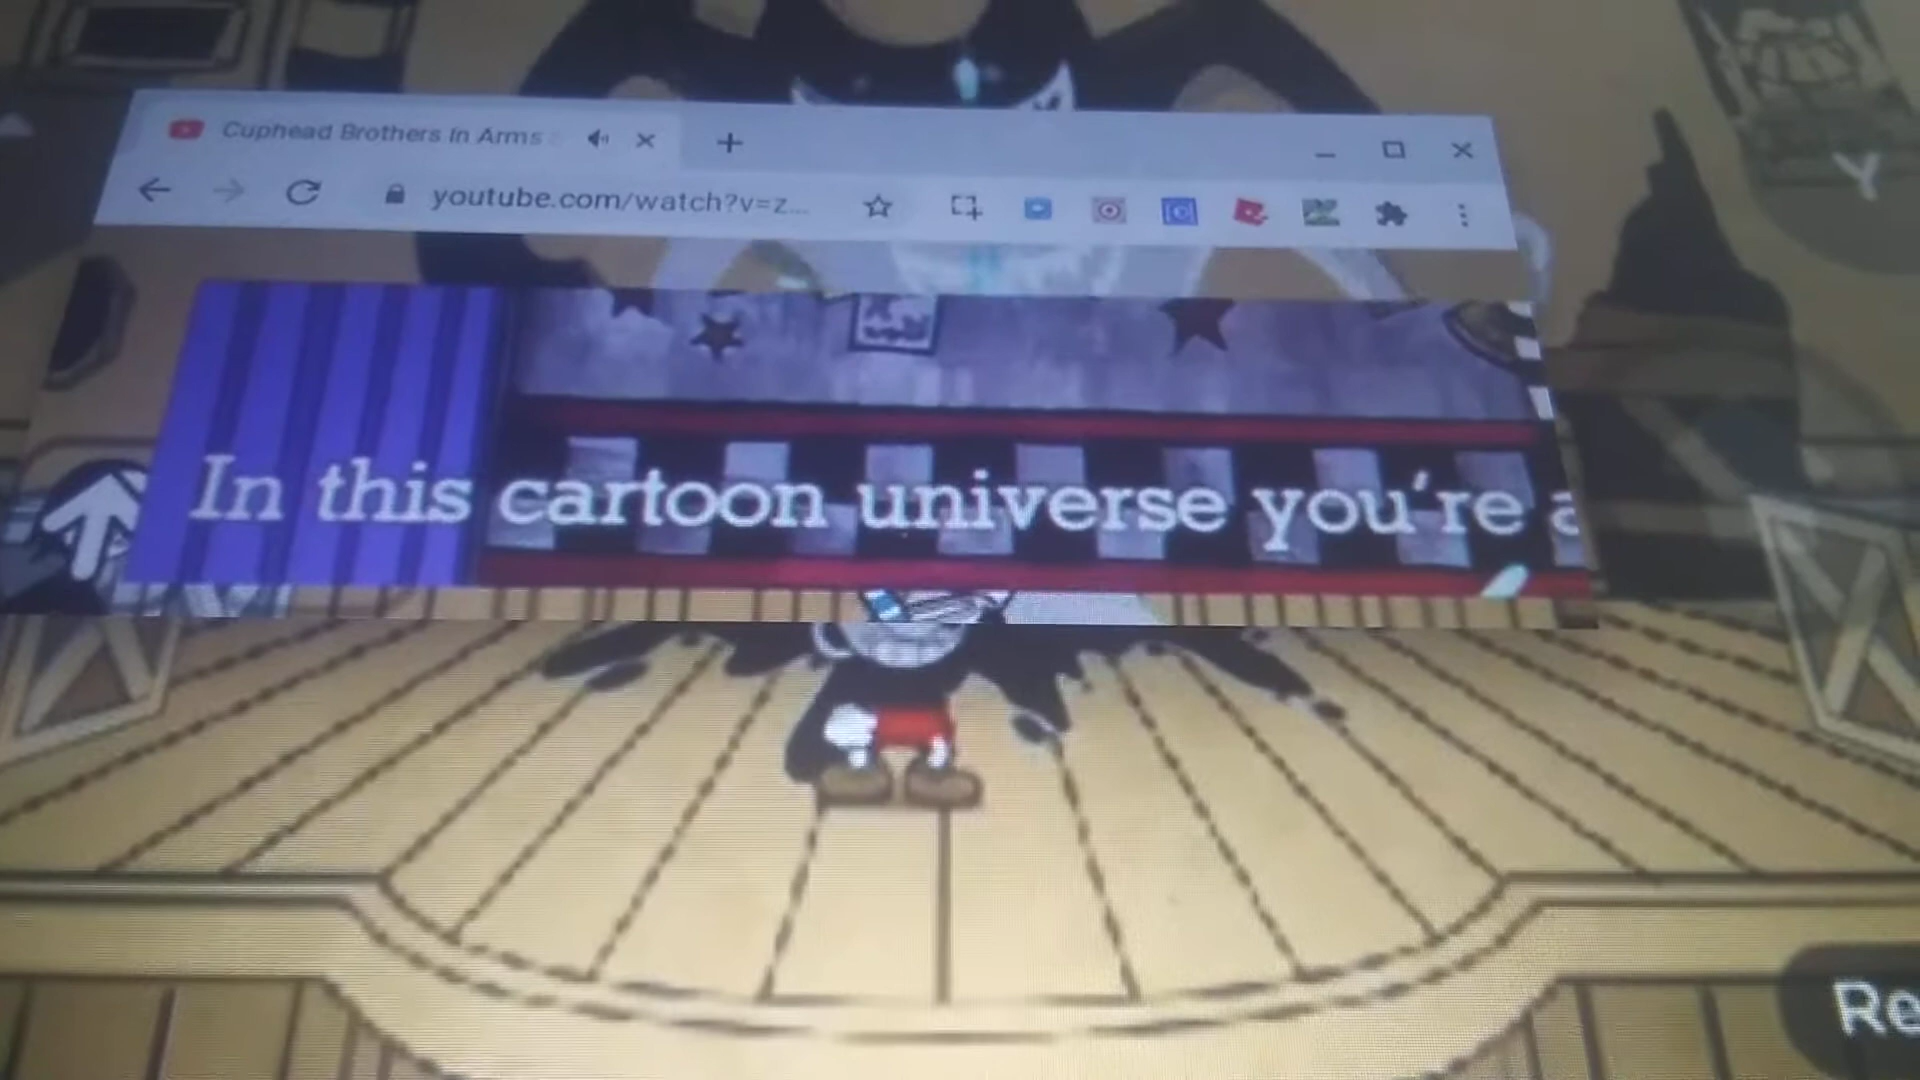 Cuphead Brothers In Arms
youtube.com/watch?v=z...
Y
In this cartoon universe you're a
Re